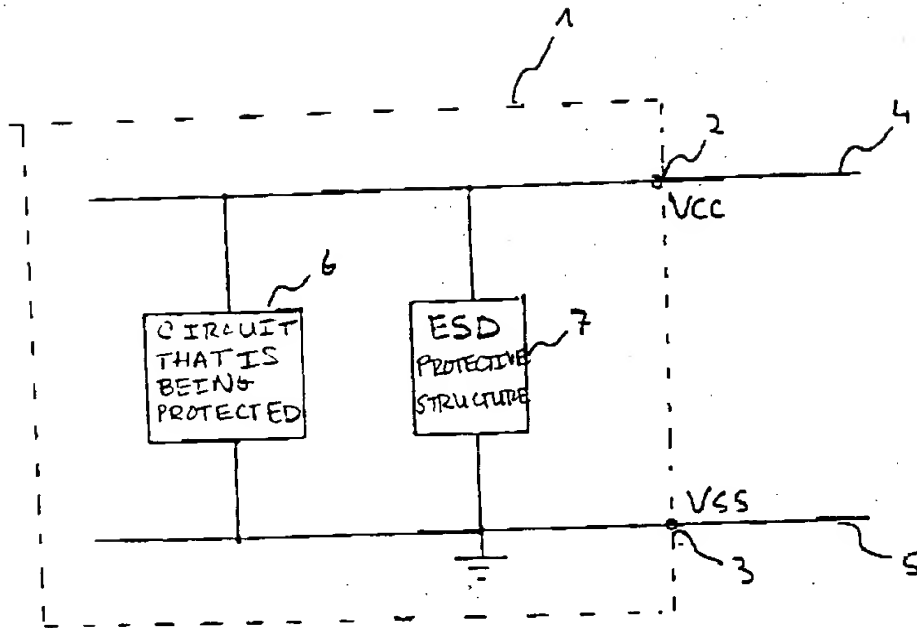 1
2
4
VCC
6
CIRCUIT
THAT IS
BEING
PROTECTED
ESD
PROTECTIVE
STRUCTURE
7
VSS
3
5